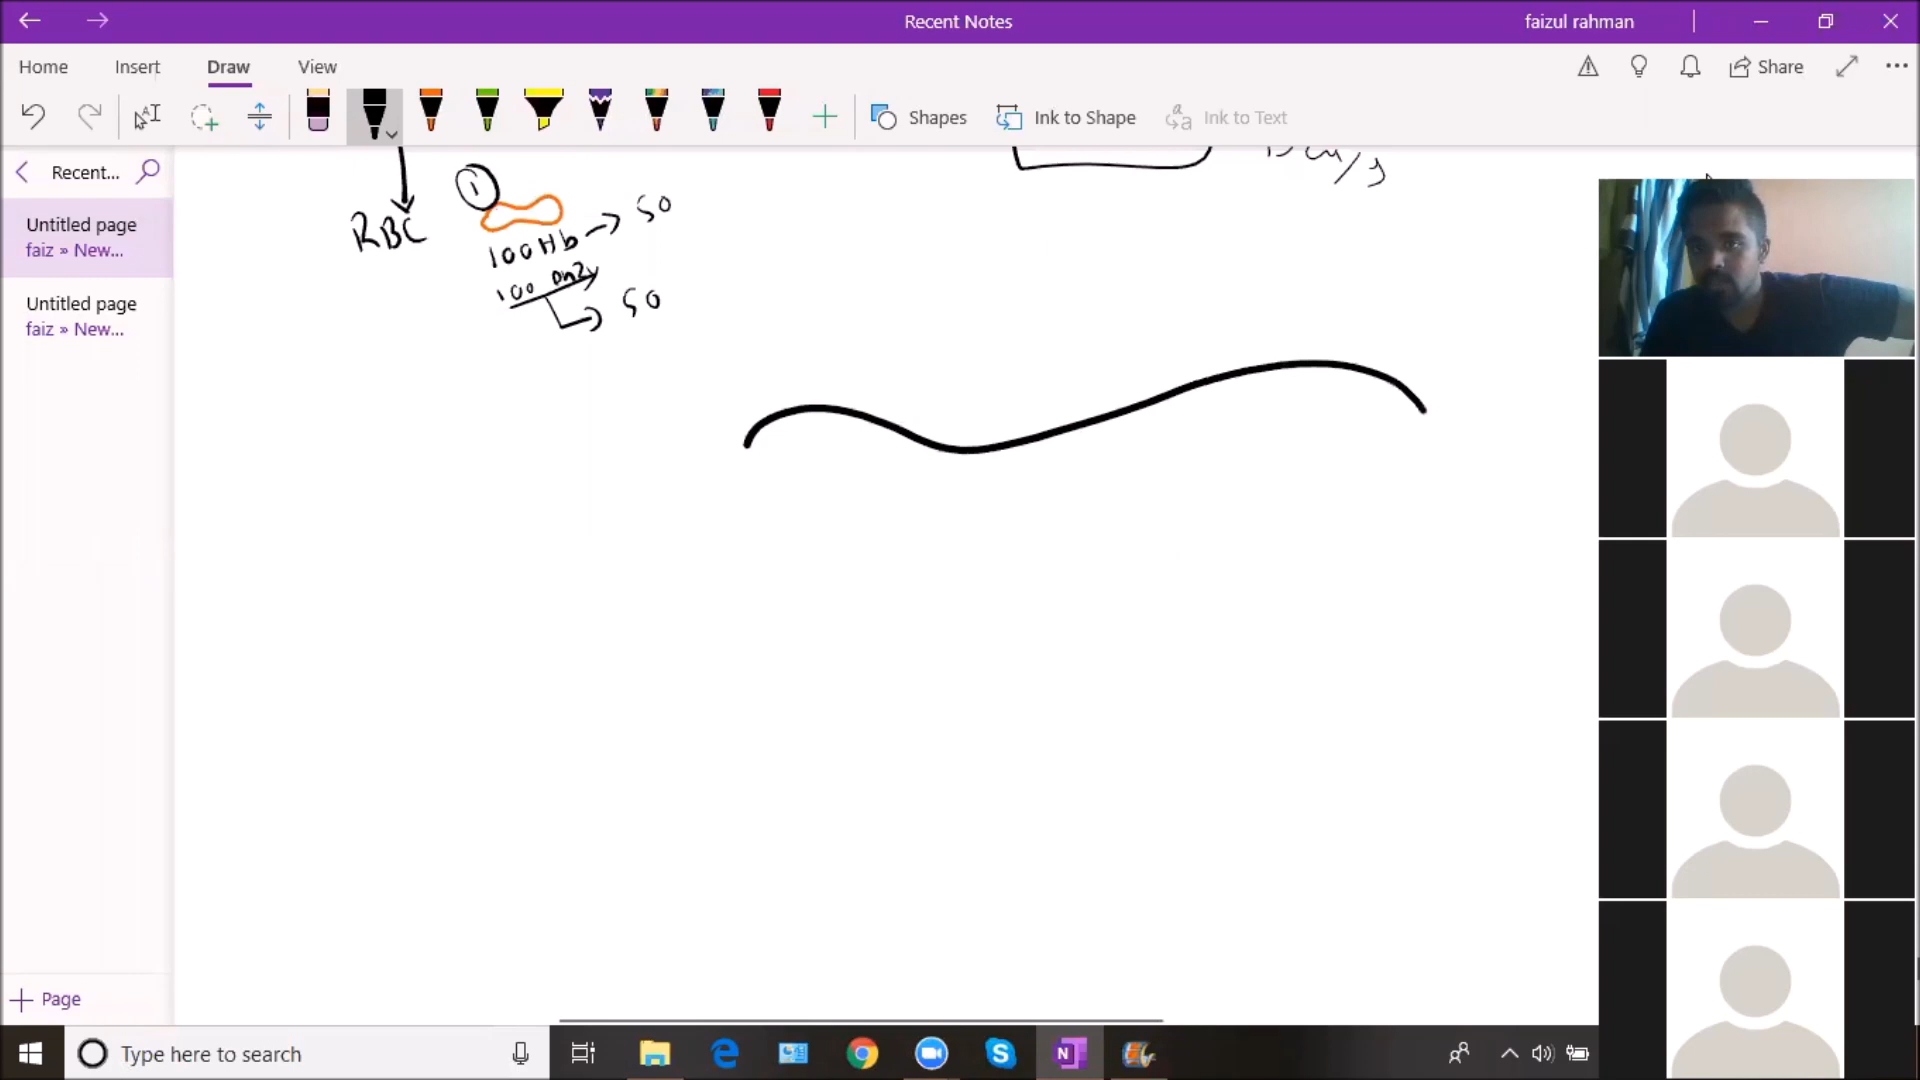 Recent Notes
faizul rahman
Home Insert Draw View
Share
Shapes Ink to Shape Ink to Text
Recent...
Untitled page
faiz » New...
Untitled page
faiz » New...
RBC
1
100Hb → 50
100
50
Page
Type here to search